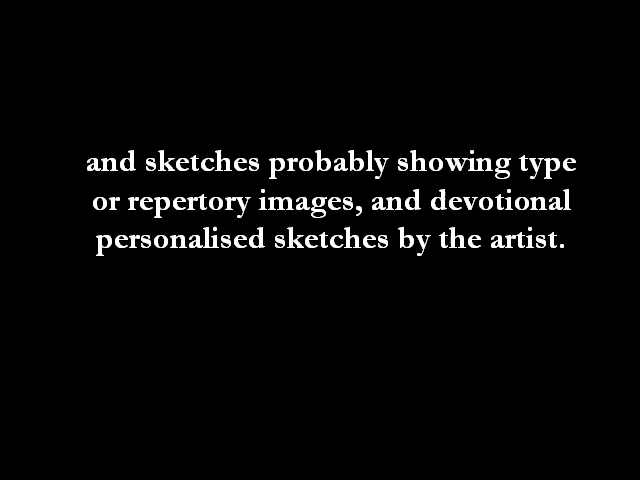 and sketches probably showing type
or repertory images, and devotional
personalised sketches by the artist.